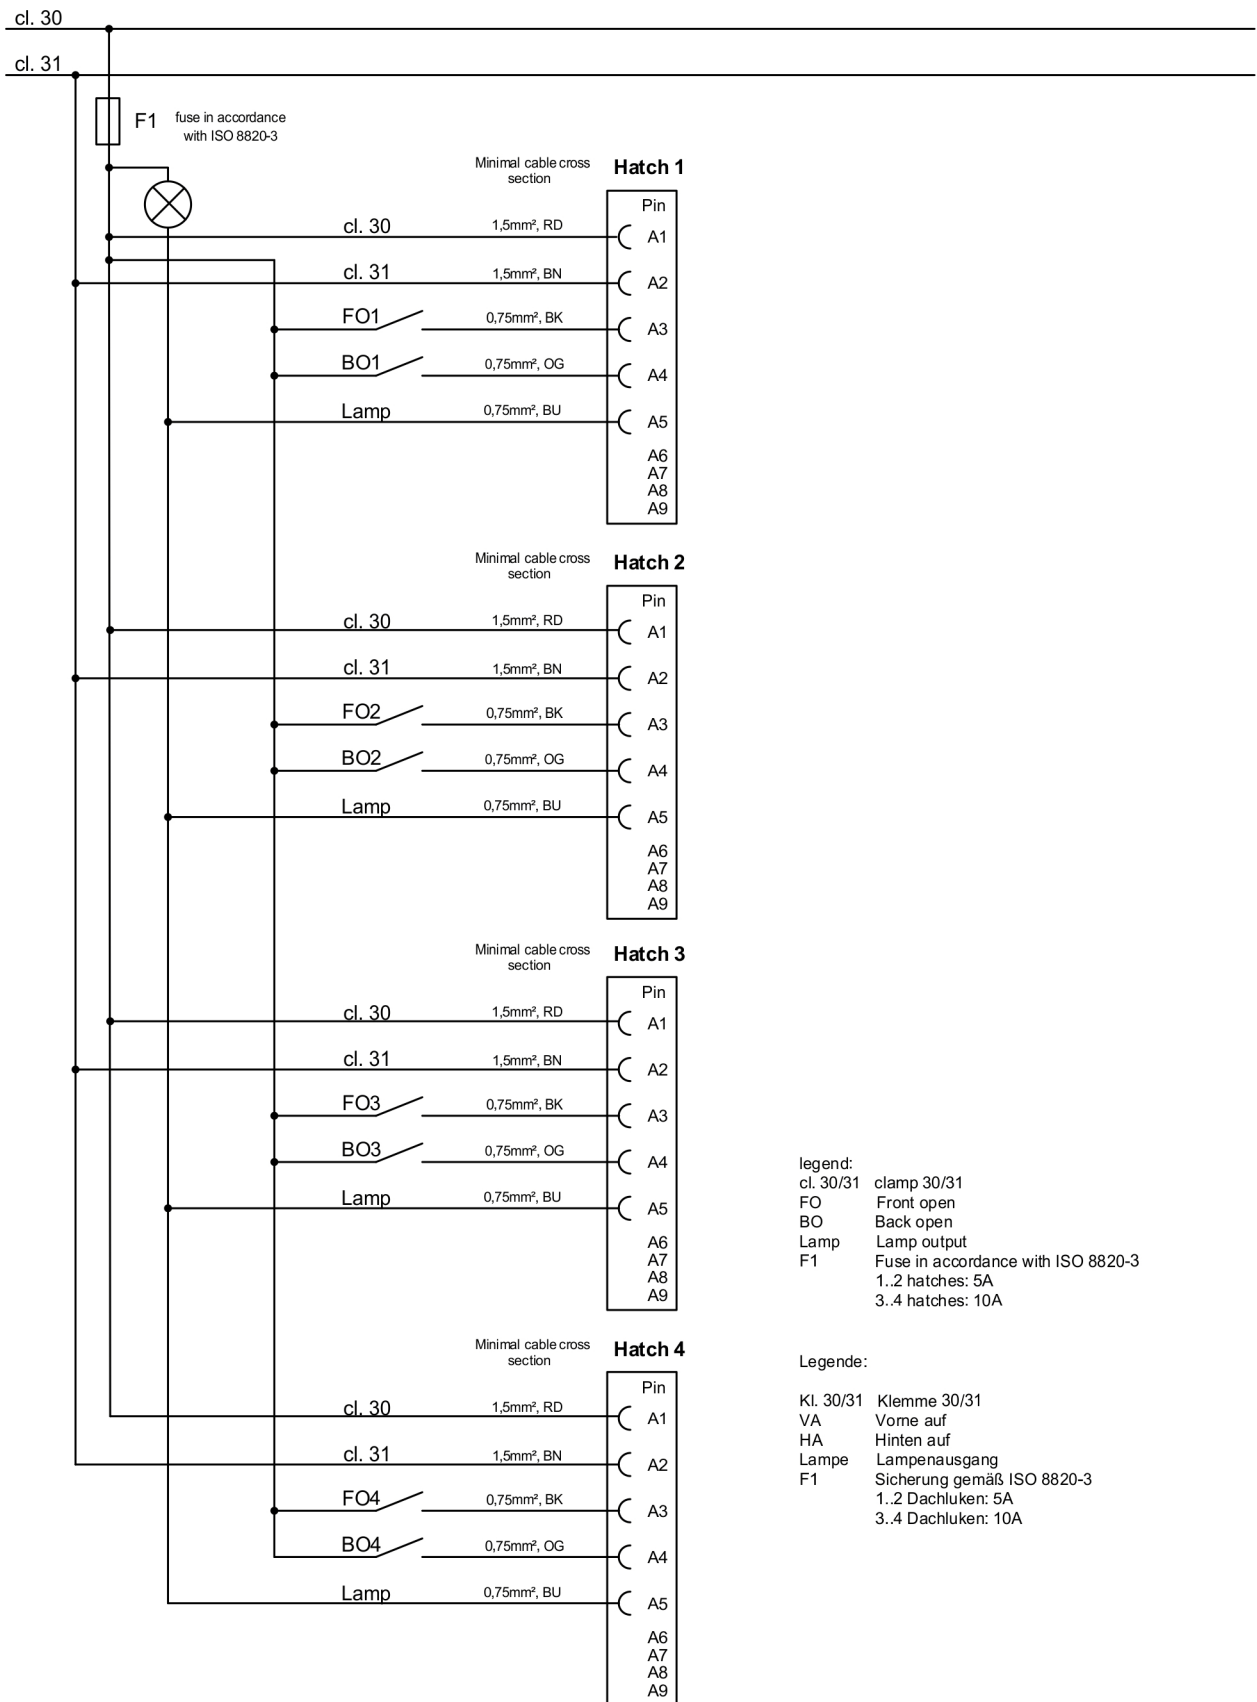 cl. 30
cl. 31
F1 fuse in accordance
with ISO 8820-3
Minimal cable cross
section
Hatch 1
Pin
cl. 30 1,5mm², RD A1
cl. 31 1,5mm², BN A2
FO1 0,75mm², BK A3
BO1 0,75mm², OG A4
Lamp 0,75mm², BU A5
A6
A7
A8
A9
Minimal cable cross
section
Hatch 2
Pin
cl. 30 1,5mm², RD A1
cl. 31 1,5mm², BN A2
FO2 0,75mm², BK A3
BO2 0,75mm², OG A4
Lamp 0,75mm², BU A5
A6
A7
A8
A9
Minimal cable cross
section
Hatch 3
Pin
cl. 30 1,5mm², RD A1
cl. 31 1,5mm², BN A2
FO3 0,75mm², BK A3
BO3 0,75mm², OG A4
Lamp 0,75mm², BU A5
A6
A7
A8
A9
Minimal cable cross
section
Hatch 4
Pin
cl. 30 1,5mm², RD A1
cl. 31 1,5mm², BN A2
FO4 0,75mm², BK A3
BO4 0,75mm², OG A4
Lamp 0,75mm², BU A5
A6
A7
A8
A9
legend:
cl. 30/31 clamp 30/31
FO Front open
BO Back open
Lamp Lamp output
F1 Fuse in accordance with ISO 8820-3
1..2 hatches: 5A
3..4 hatches: 10A
Legende:
Kl. 30/31 Klemme 30/31
VA Vorne auf
HA Hinten auf
Lampe Lampenausgang
F1 Sicherung gemäß ISO 8820-3
1..2 Dachluken: 5A
3..4 Dachluken: 10A